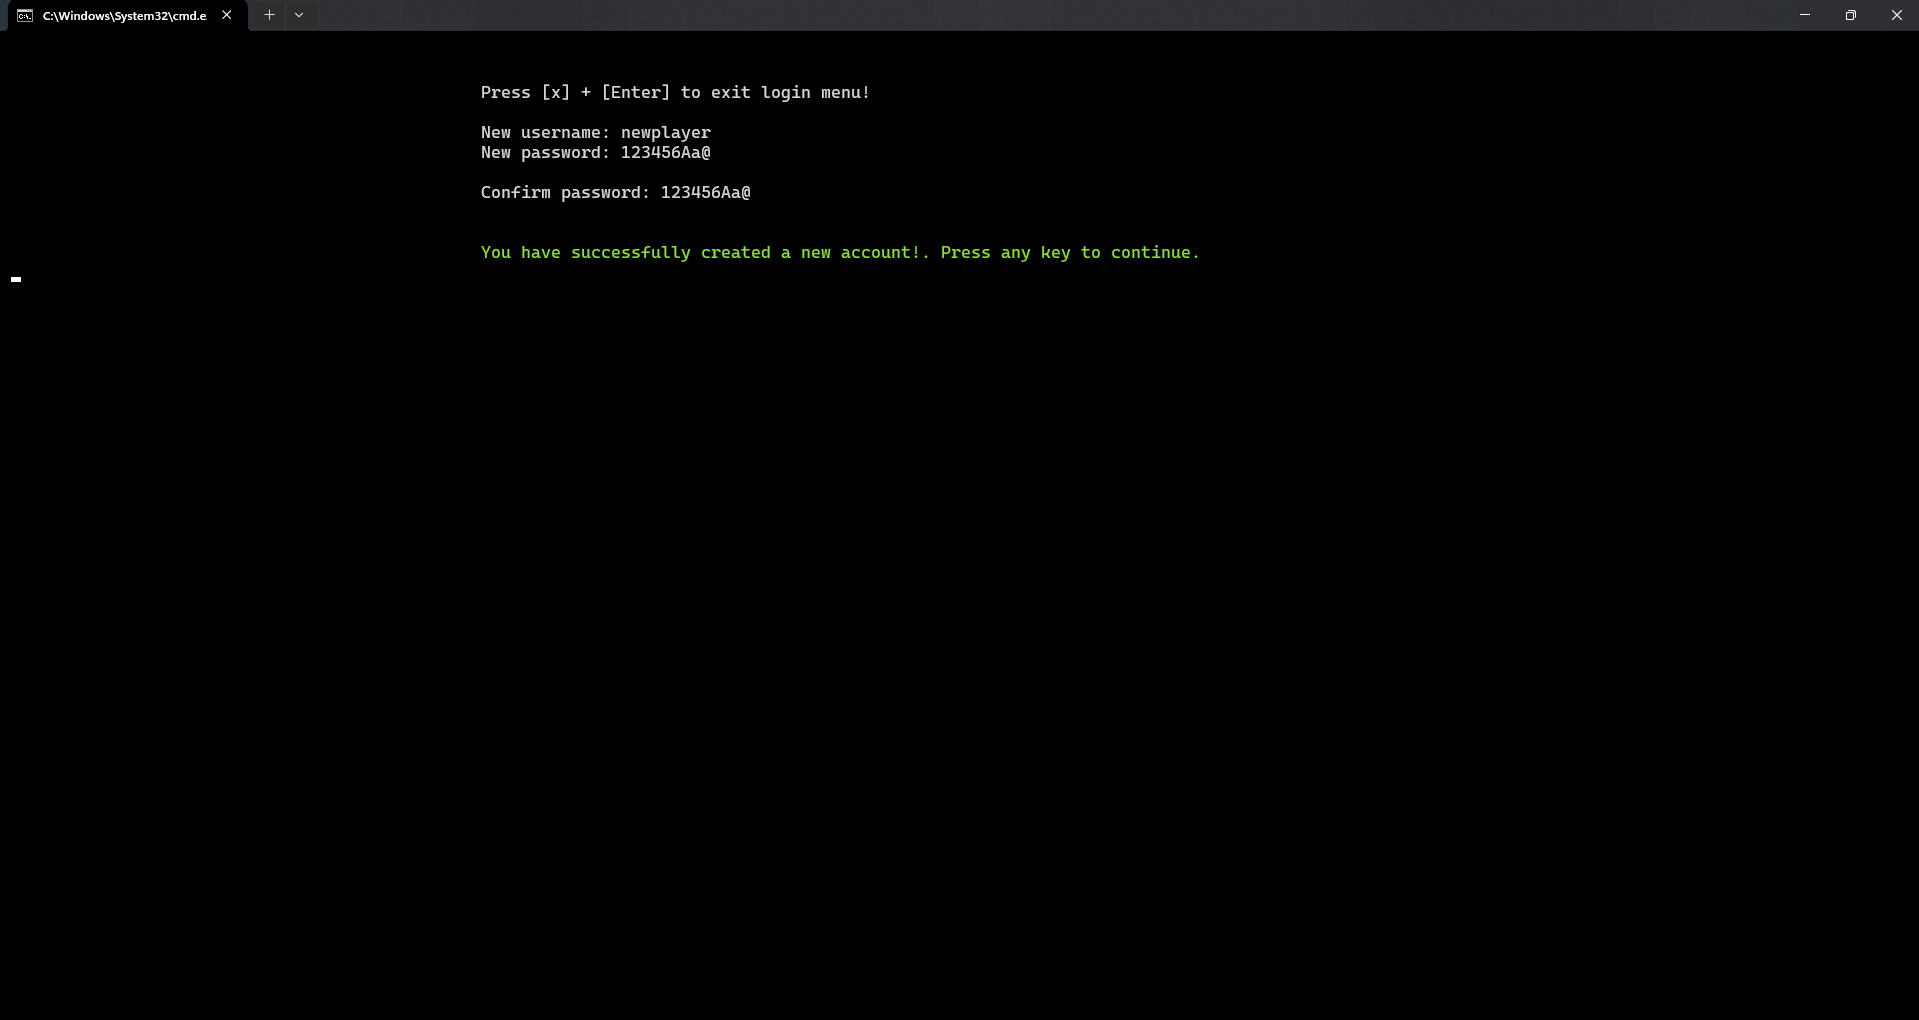 C:\Windows\System32\cmd.e
Press [x] + [Enter] to exit login menu!
New username: newplayer
New password: 123456Aa@
Confirm password: 123456Aa@
You have successfully created a new account!. Press any key to continue.